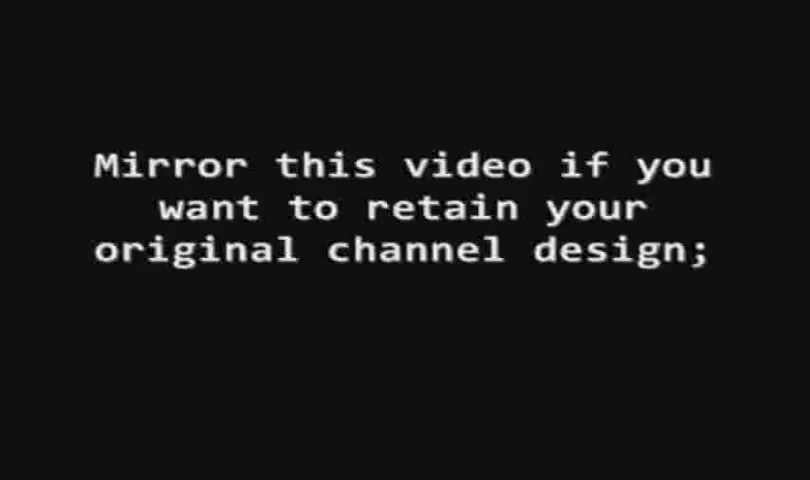 Mirror this video if you
want to retain your
original channel design;